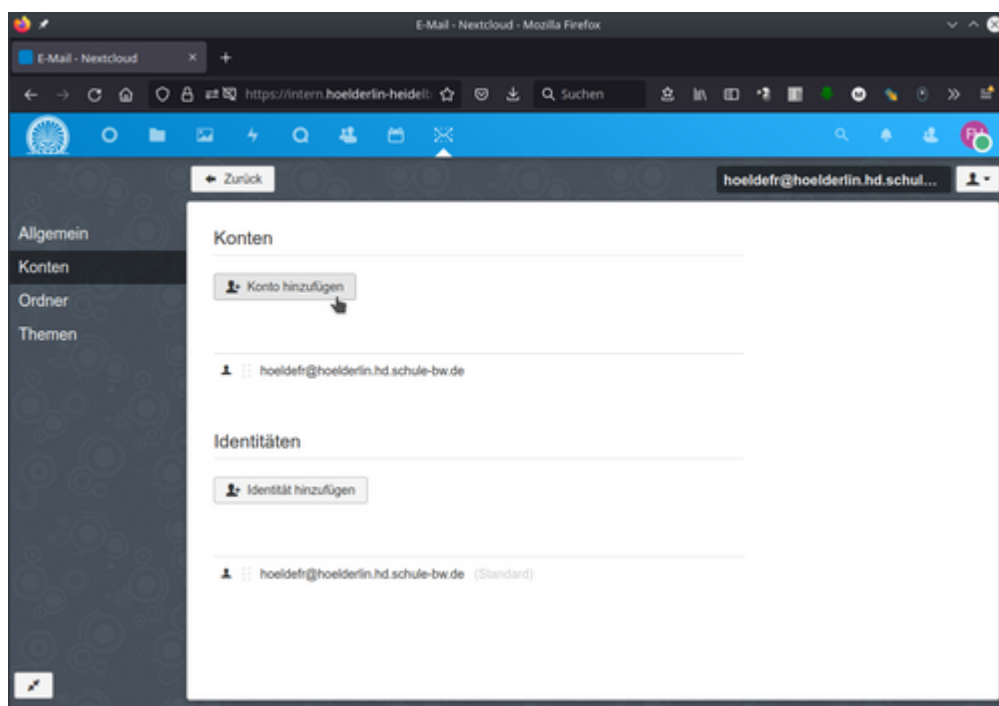 E-Mail - Nextcloud - Mozilla Firefox
E-Mail - Nextcloud
https://intern.hoelderlin-heidelb
Suchen
Zurück
hoeldefr@hoelderlin.hd.schul...
Allgemein
Konten
Ordner
Themen
Konten
Konto hinzufügen
hoeldefr@hoelderlin.hd.schule-bw.de
Identitäten
Identität hinzufügen
hoeldefr@hoelderlin.hd.schule-bw.de (Standard)